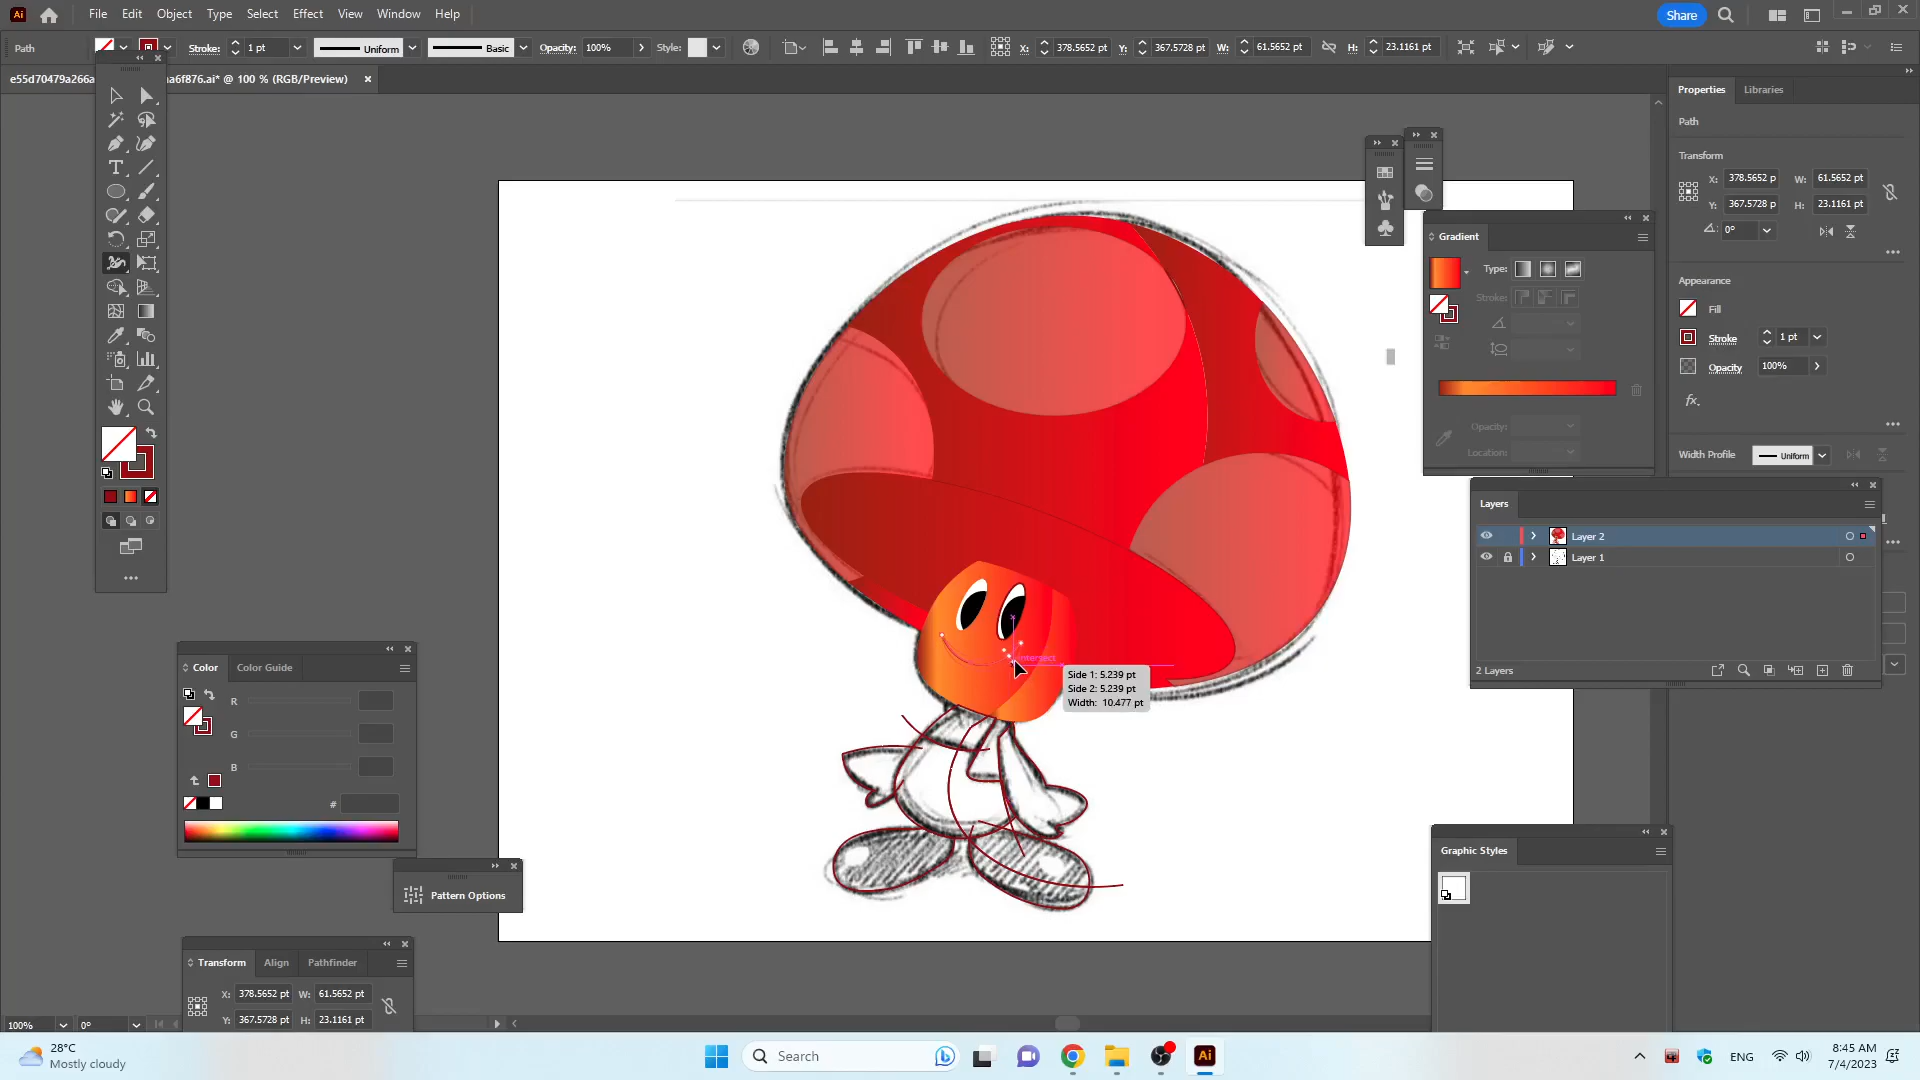 Ai File Edit Object Type Select Effect View Window Help Share
Path Stroke: 1 pt Uniform Basic Opacity: 100% Style: X: 378.5652 pt Y: 367.5728 pt W: 61.5652 pt H: 23.1161 pt
e55d70479a266a a6f876.ai* @ 100 % (RGB/Preview)
Properties Libraries
Path
Transform
X: 378.5652 p W: 61.5652 pt
Y: 367.5728 pt H: 23.1161 pt
0°
Appearance
Fill
Stroke 1 pt
Opacity 100%
fx.
Width Profile Uniform
Gradient
Type:
Stroke:
Opacity:
Location:
Layers
Layer 2
Layer 1
2 Layers
intersect
Side 1: 5.239 pt
Side 2: 5.239 pt
Width: 10.477 pt
Color Color Guide
R
G
B
#
Pattern Options
Graphic Styles
Transform Align Pathfinder
X: 378.5652 pt W: 61.5652 pt
Y: 367.5728 pt H: 23.1161 pt
100% 0°
28°C
Mostly cloudy
Search
Ai
ENG
8:45 AM
7/4/2023